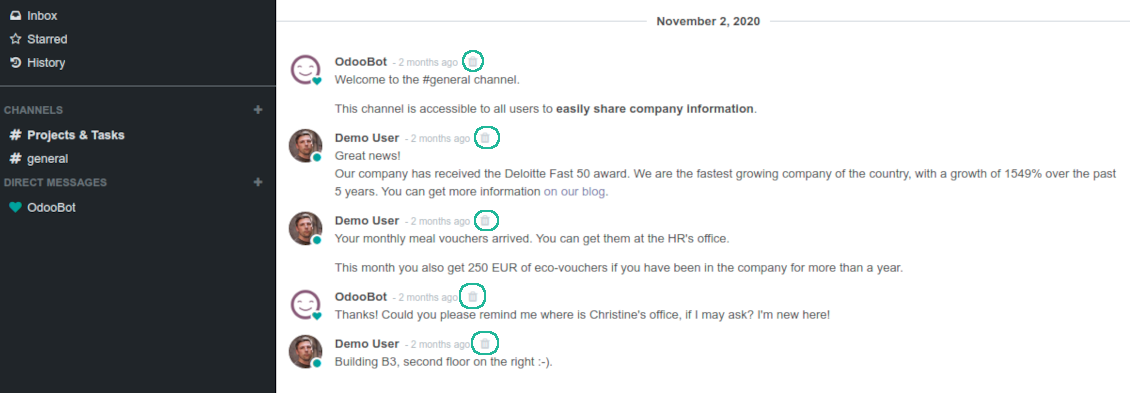 Inbox
Starred
History
CHANNELS +
# Projects & Tasks
# general
DIRECT MESSAGES +
OdooBot
November 2, 2020
OdooBot - 2 months ago
Welcome to the #general channel.
This channel is accessible to all users to easily share company information.
Demo User - 2 months ago
Great news!
Our company has received the Deloitte Fast 50 award. We are the fastest growing company of the country, with a growth of 1549% over the past
5 years. You can get more information on our blog.
Demo User - 2 months ago
Your monthly meal vouchers arrived. You can get them at the HR's office.
This month you also get 250 EUR of eco-vouchers if you have been in the company for more than a year.
OdooBot - 2 months ago
Thanks! Could you please remind me where is Christine's office, if I may ask? I'm new here!
Demo User - 2 months ago
Building B3, second floor on the right :-).